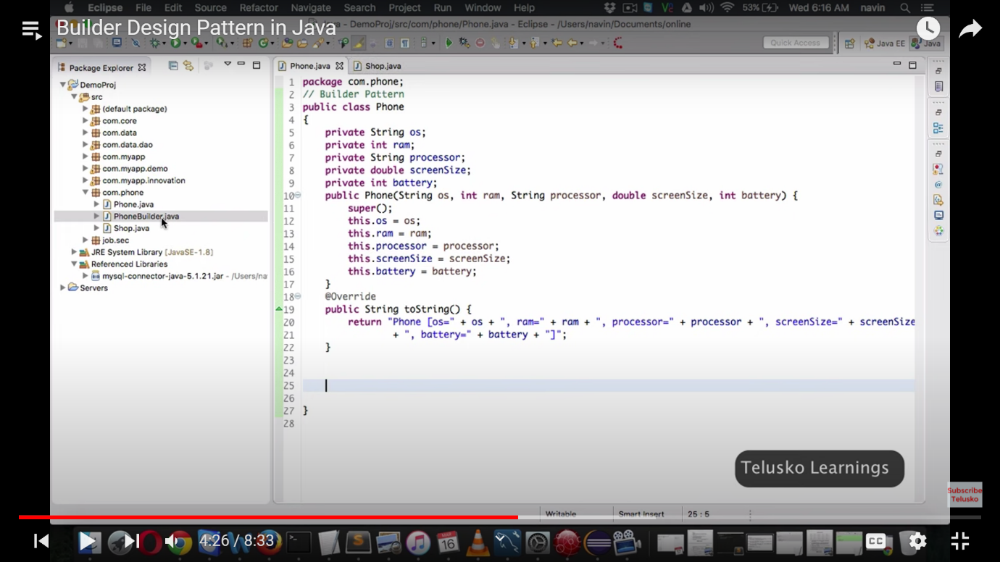 Eclipse File Edit Source Refactor Navigate Search Project Run Window Help 53% Wed 6:16 AM navin
Builder Design Pattern in Java
- DemoProj/src/com/phone/Phone.java - Eclipse - /Users/navin/Documents/online
Quick Access Java EE Java
Package Explorer
DemoProj
src
(default package)
com.core
com.data
com.data.dao
com.myapp
com.myapp.demo
com.myapp.innovation
com.phone
Phone.java
PhoneBuilder.java
Shop.java
job.sec
JRE System Library [JavaSE-1.8]
Referenced Libraries
mysql-connector-java-5.1.21.jar - /Users/na
Servers
Phone.java Shop.java
1 package com.phone;
2 // Builder Pattern
3 public class Phone
4 {
5 private String os;
6 private int ram;
7 private String processor;
8 private double screenSize;
9 private int battery;
10 public Phone(String os, int ram, String processor, double screenSize, int battery) {
11 super();
12 this.os = os;
13 this.ram = ram;
14 this.processor = processor;
15 this.screenSize = screenSize;
16 this.battery = battery;
17 }
18 @Override
19 public String toString() {
20 return "Phone [os=" + os + ", ram=" + ram + ", processor=" + processor + ", screenSize=" + screenSize
21 + ", battery=" + battery + "]";
22 }
23
24
25
26
27 }
28
Telusko Learnings
Subscribe
Telusko
Writable Smart Insert 25 : 5
4:26 / 8:33
MAR
16
CC